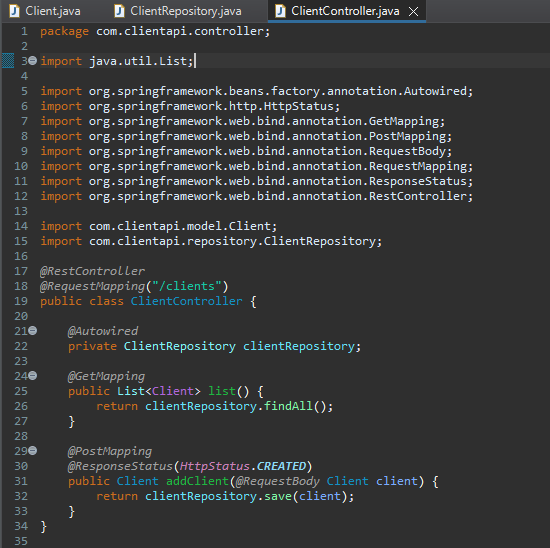 Client.java ClientRepository.java ClientController.java
1 package com.clientapi.controller;
2
3 import java.util.List;
4
5 import org.springframework.beans.factory.annotation.Autowired;
6 import org.springframework.http.HttpStatus;
7 import org.springframework.web.bind.annotation.GetMapping;
8 import org.springframework.web.bind.annotation.PostMapping;
9 import org.springframework.web.bind.annotation.RequestBody;
10 import org.springframework.web.bind.annotation.RequestMapping;
11 import org.springframework.web.bind.annotation.ResponseStatus;
12 import org.springframework.web.bind.annotation.RestController;
13
14 import com.clientapi.model.Client;
15 import com.clientapi.repository.ClientRepository;
16
17 @RestController
18 @RequestMapping("/clients")
19 public class ClientController {
20
21 @Autowired
22 private ClientRepository clientRepository;
23
24 @GetMapping
25 public List<Client> list() {
26 return clientRepository.findAll();
27 }
28
29 @PostMapping
30 @ResponseStatus(HttpStatus.CREATED)
31 public Client addClient(@RequestBody Client client) {
32 return clientRepository.save(client);
33 }
34 }
35